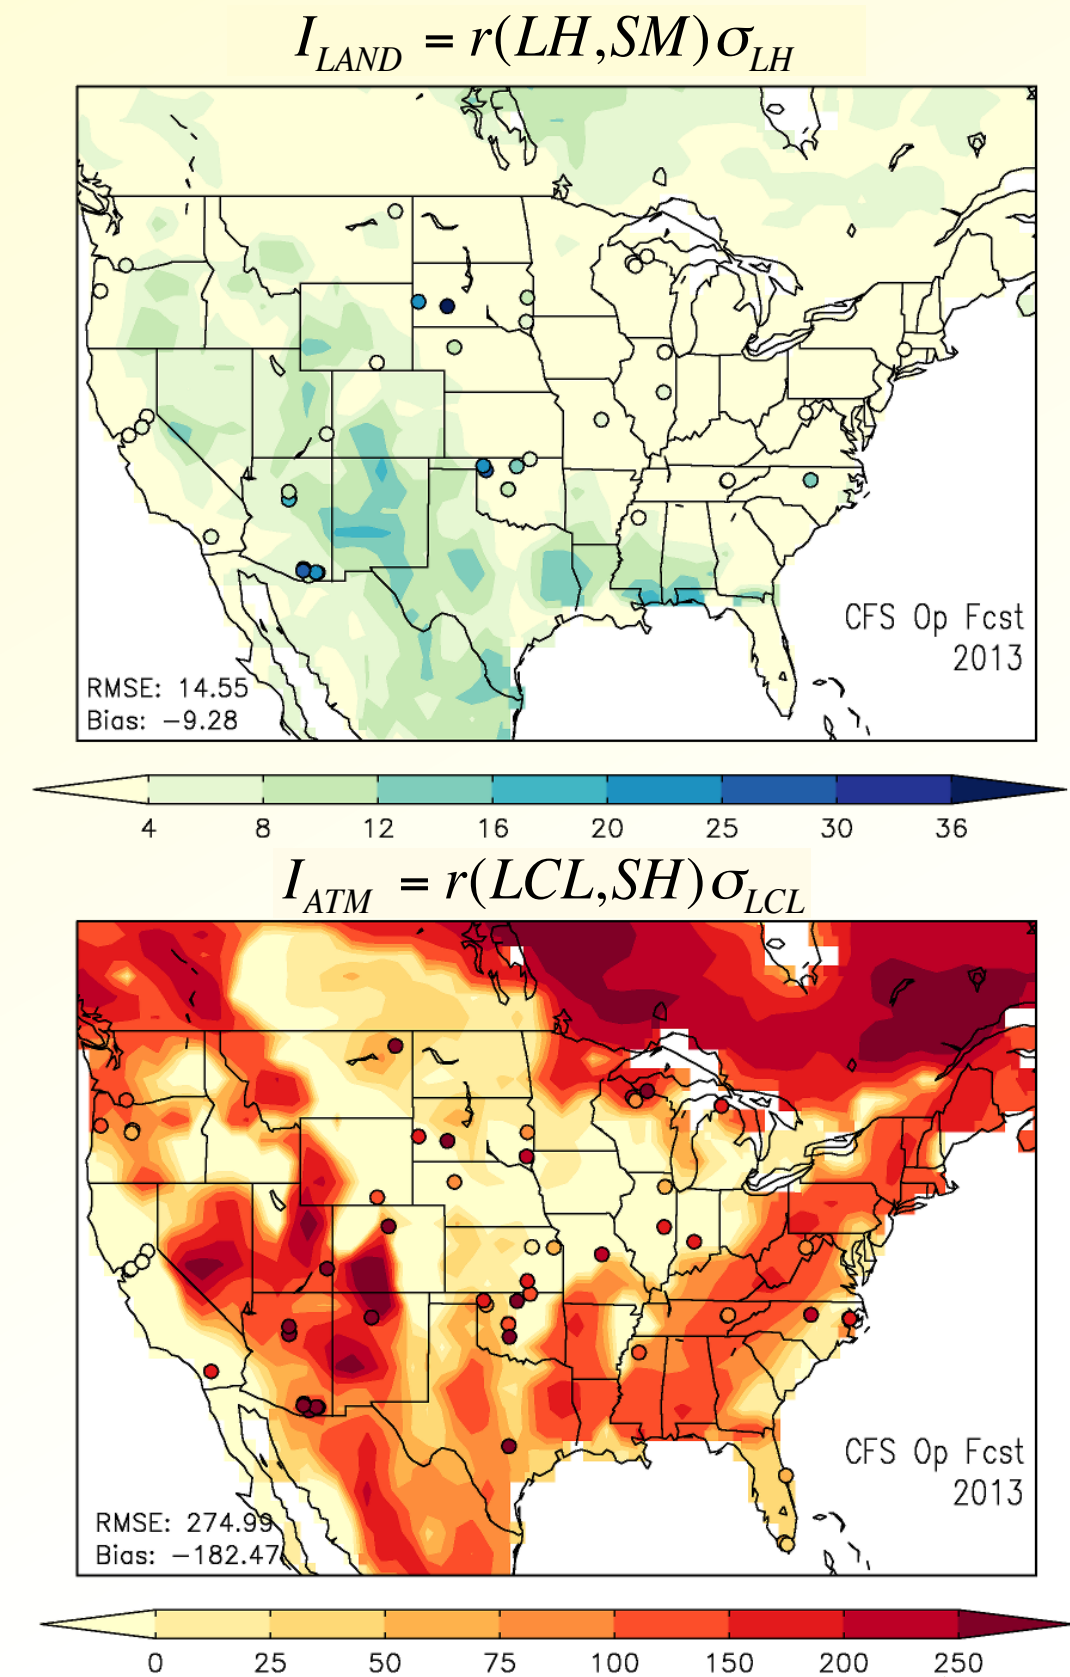 I_LAND = r(LH,SM)σ_LH
CFS Op Fcst
2013
RMSE: 14.55
Bias: −9.28
4 8 12 16 20 25 30 36
I_ATM = r(LCL,SH)σ_LCL
CFS Op Fcst
2013
RMSE: 274.99
Bias: −182.47
0 25 50 75 100 150 200 250